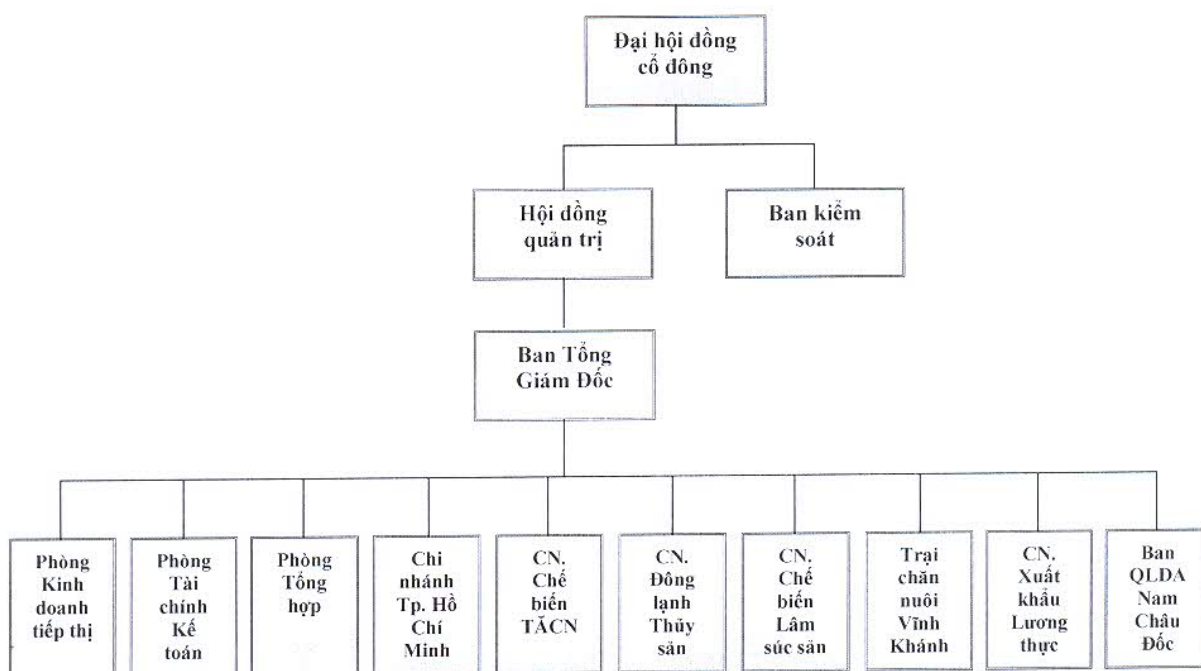 Đại hội đồng
cổ đông
Hội đồng
quản trị
Ban kiểm
soát
Ban Tổng
Giám Đốc
Phòng
Kinh
doanh
tiếp thị
Phòng
Tài
chính
Kế
toán
Phòng
Tổng
hợp
Chi
nhánh
Tp. Hồ
Chí
Minh
CN.
Chế
biến
TĂCN
CN.
Đông
lạnh
Thủy
sản
CN.
Chế
biến
Lâm
súc sản
Trại
chăn
nuôi
Vĩnh
Khánh
CN.
Xuất
khẩu
Lương
thực
Ban
QLDA
Nam
Châu
Đốc